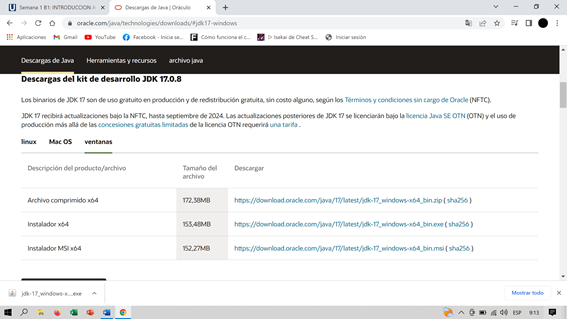 Semana 1 B1: INTRODUCCION A
Descargas de Java | Oráculo
oracle.com/java/technologies/downloads/#jdk17-windows
Aplicaciones Gmail YouTube Facebook - Inicia se... Cómo funciona el c... ▷ Isekai de Cheat S... Iniciar sesión
Descargas de Java Herramientas y recursos archivo java
Descargas del kit de desarrollo JDK 17.0.8
Los binarios de JDK 17 son de uso gratuito en producción y de redistribución gratuita, sin costo alguno, según los Términos y condiciones sin cargo de Oracle (NFTC).
JDK 17 recibirá actualizaciones bajo la NFTC, hasta septiembre de 2024. Las actualizaciones posteriores de JDK 17 se licenciarán bajo la licencia Java SE OTN (OTN) y el uso de
producción más allá de las concesiones gratuitas limitadas de la licencia OTN requerirá una tarifa .
linux Mac OS ventanas
Descripción del producto/archivo Tamaño del archivo Descargar
Archivo comprimido x64 172,38MB https://download.oracle.com/java/17/latest/jdk-17_windows-x64_bin.zip ( sha256 )
Instalador x64 153,48MB https://download.oracle.com/java/17/latest/jdk-17_windows-x64_bin.exe ( sha256 )
Instalador MSI x64 152,27MB https://download.oracle.com/java/17/latest/jdk-17_windows-x64_bin.msi ( sha256 )
jdk-17_windows-x....exe
Mostrar todo
ESP 9:13